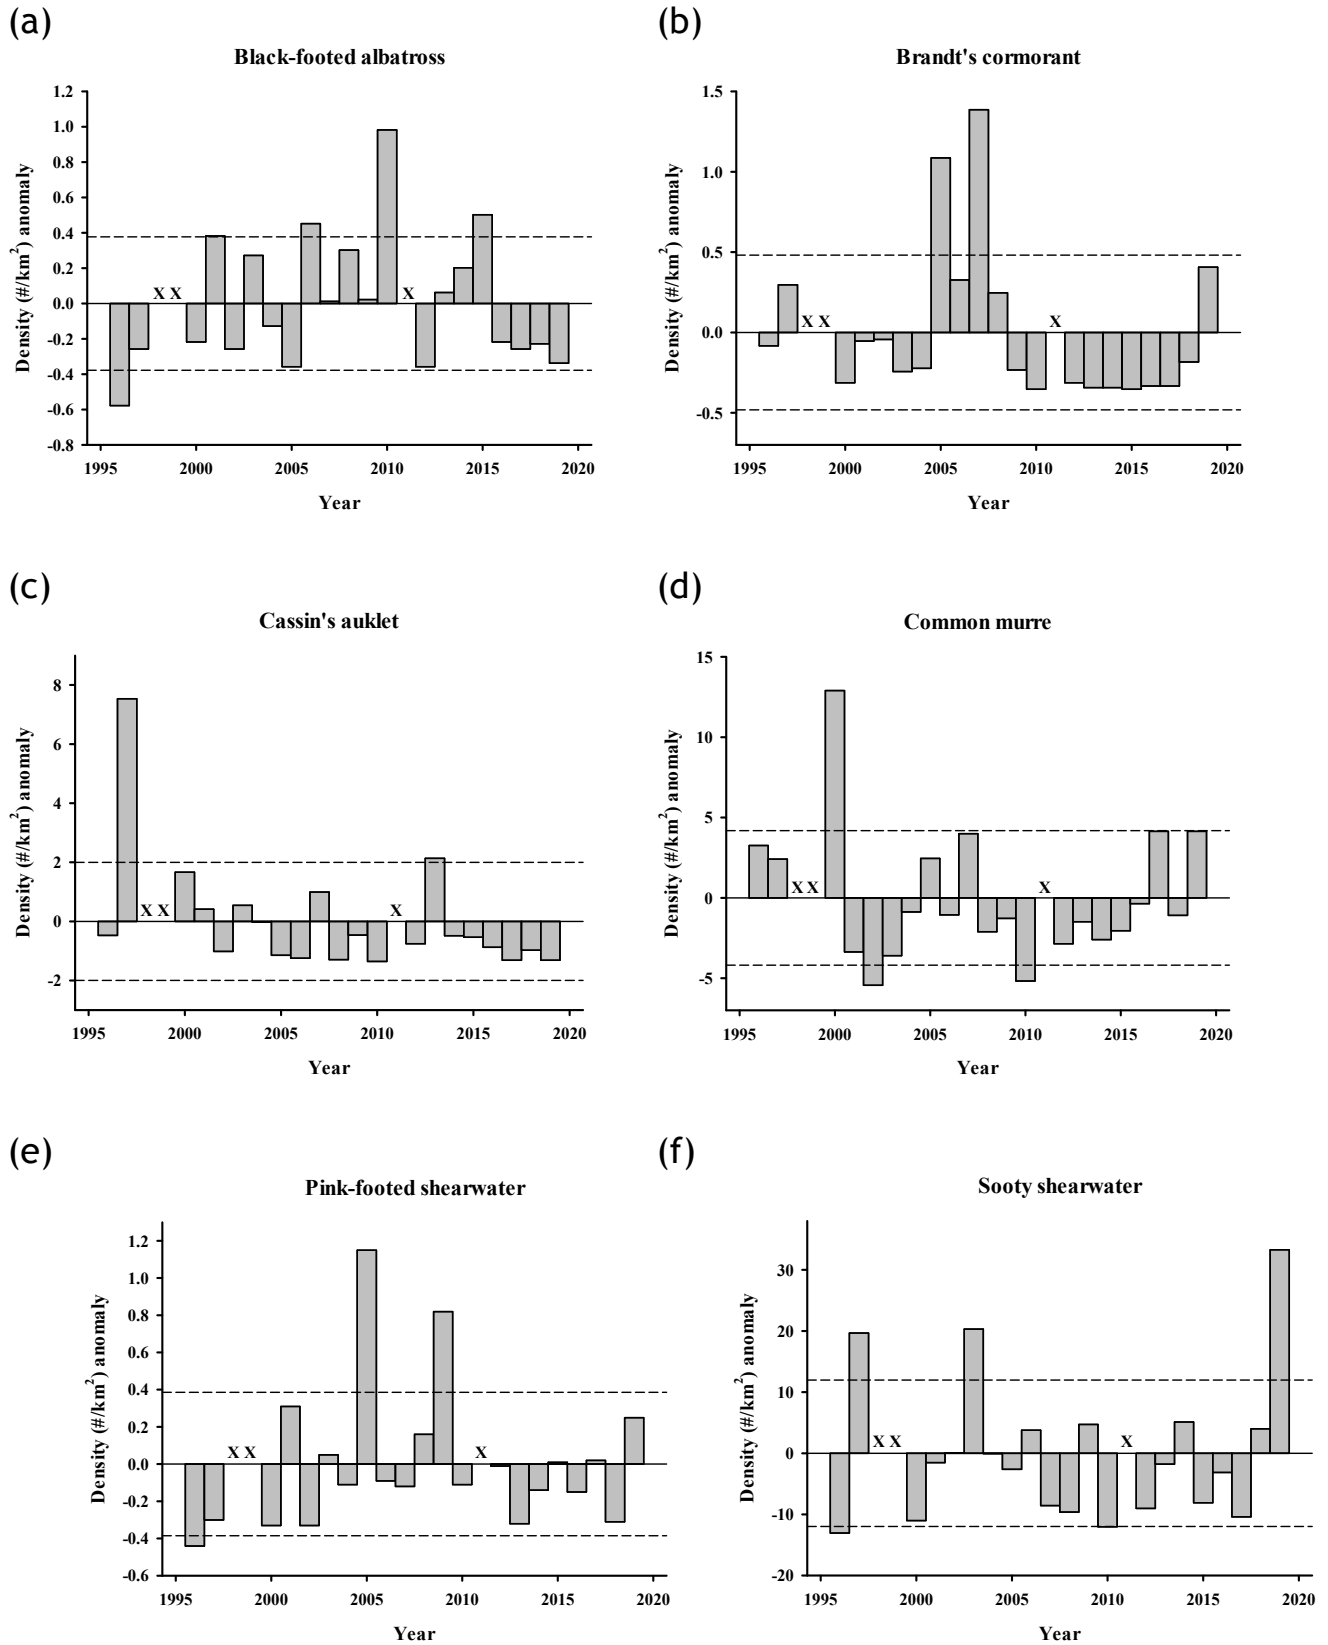 (a)
Black-footed albatross
Density (#/km²) anomaly
1.2
1.0
0.8
0.6
0.4
0.2
0.0
-0.2
-0.4
-0.6
-0.8
X X
X
1995 2000 2005 2010 2015 2020
Year
(b)
Brandt's cormorant
Density (#/km²) anomaly
1.5
1.0
0.5
0.0
-0.5
X X
X
1995 2000 2005 2010 2015 2020
Year
(c)
Cassin's auklet
Density (#/km²) anomaly
8
6
4
2
0
-2
X X
X
1995 2000 2005 2010 2015 2020
Year
(d)
Common murre
Density (#/km²) anomaly
15
10
5
0
-5
X X
X
1995 2000 2005 2010 2015 2020
Year
(e)
Pink-footed shearwater
Density (#/km²) anomaly
1.2
1.0
0.8
0.6
0.4
0.2
0.0
-0.2
-0.4
-0.6
X X
X
1995 2000 2005 2010 2015 2020
Year
(f)
Sooty shearwater
Density (#/km²) anomaly
30
20
10
0
-10
-20
X X
X
1995 2000 2005 2010 2015 2020
Year